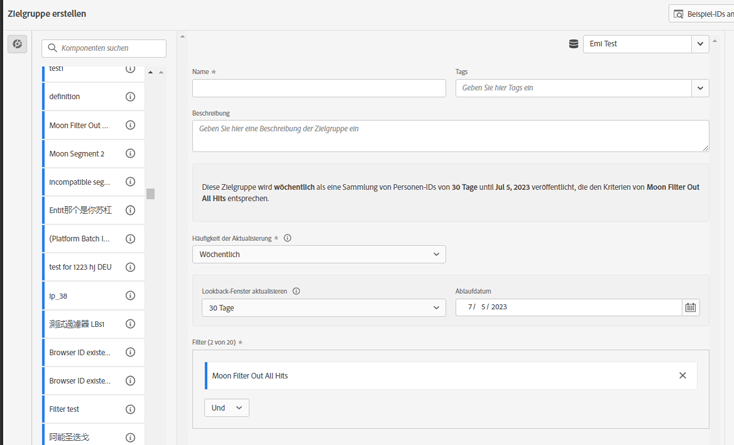 Zielgruppe erstellen
Beispiel-IDs an
Komponenten suchen
test1
definition
Moon Filter Out ...
Moon Segment 2
incompatible seg...
Entit那个是你苏杠
(Platform Batch I...
test for 1223 hj DEU
lp_38
測試過濾器 LBs1
Browser ID existe...
Browser ID existe...
Filter test
阿能圣迭戈
Emi Test
Name *
Tags
Geben Sie hier Tags ein
Beschreibung
Geben Sie hier eine Beschreibung der Zielgruppe ein
Diese Zielgruppe wird wöchentlich als eine Sammlung von Personen-IDs von 30 Tage until Jul 5, 2023 veröffentlicht, die den Kriterien von Moon Filter Out
All Hits entsprechen.
Häufigkeit der Aktualisierung *
Wöchentlich
Lookback-Fenster aktualisieren
30 Tage
Ablaufdatum
7/ 5/ 2023
Filter (2 von 20) *
Moon Filter Out All Hits
Und